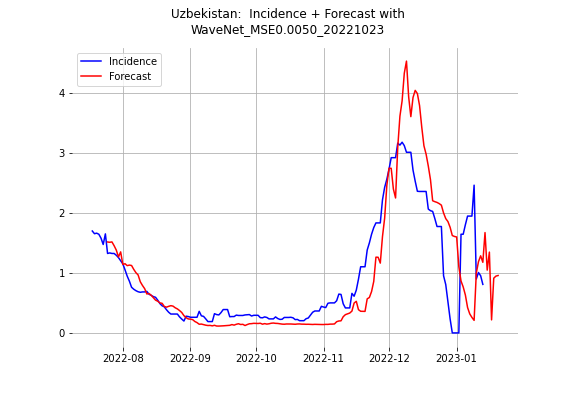 Uzbekistan:  Incidence + Forecast with
WaveNet_MSE0.0050_20221023
Incidence
Forecast
4
3
2
1
0
2022-08
2022-09
2022-10
2022-11
2022-12
2023-01